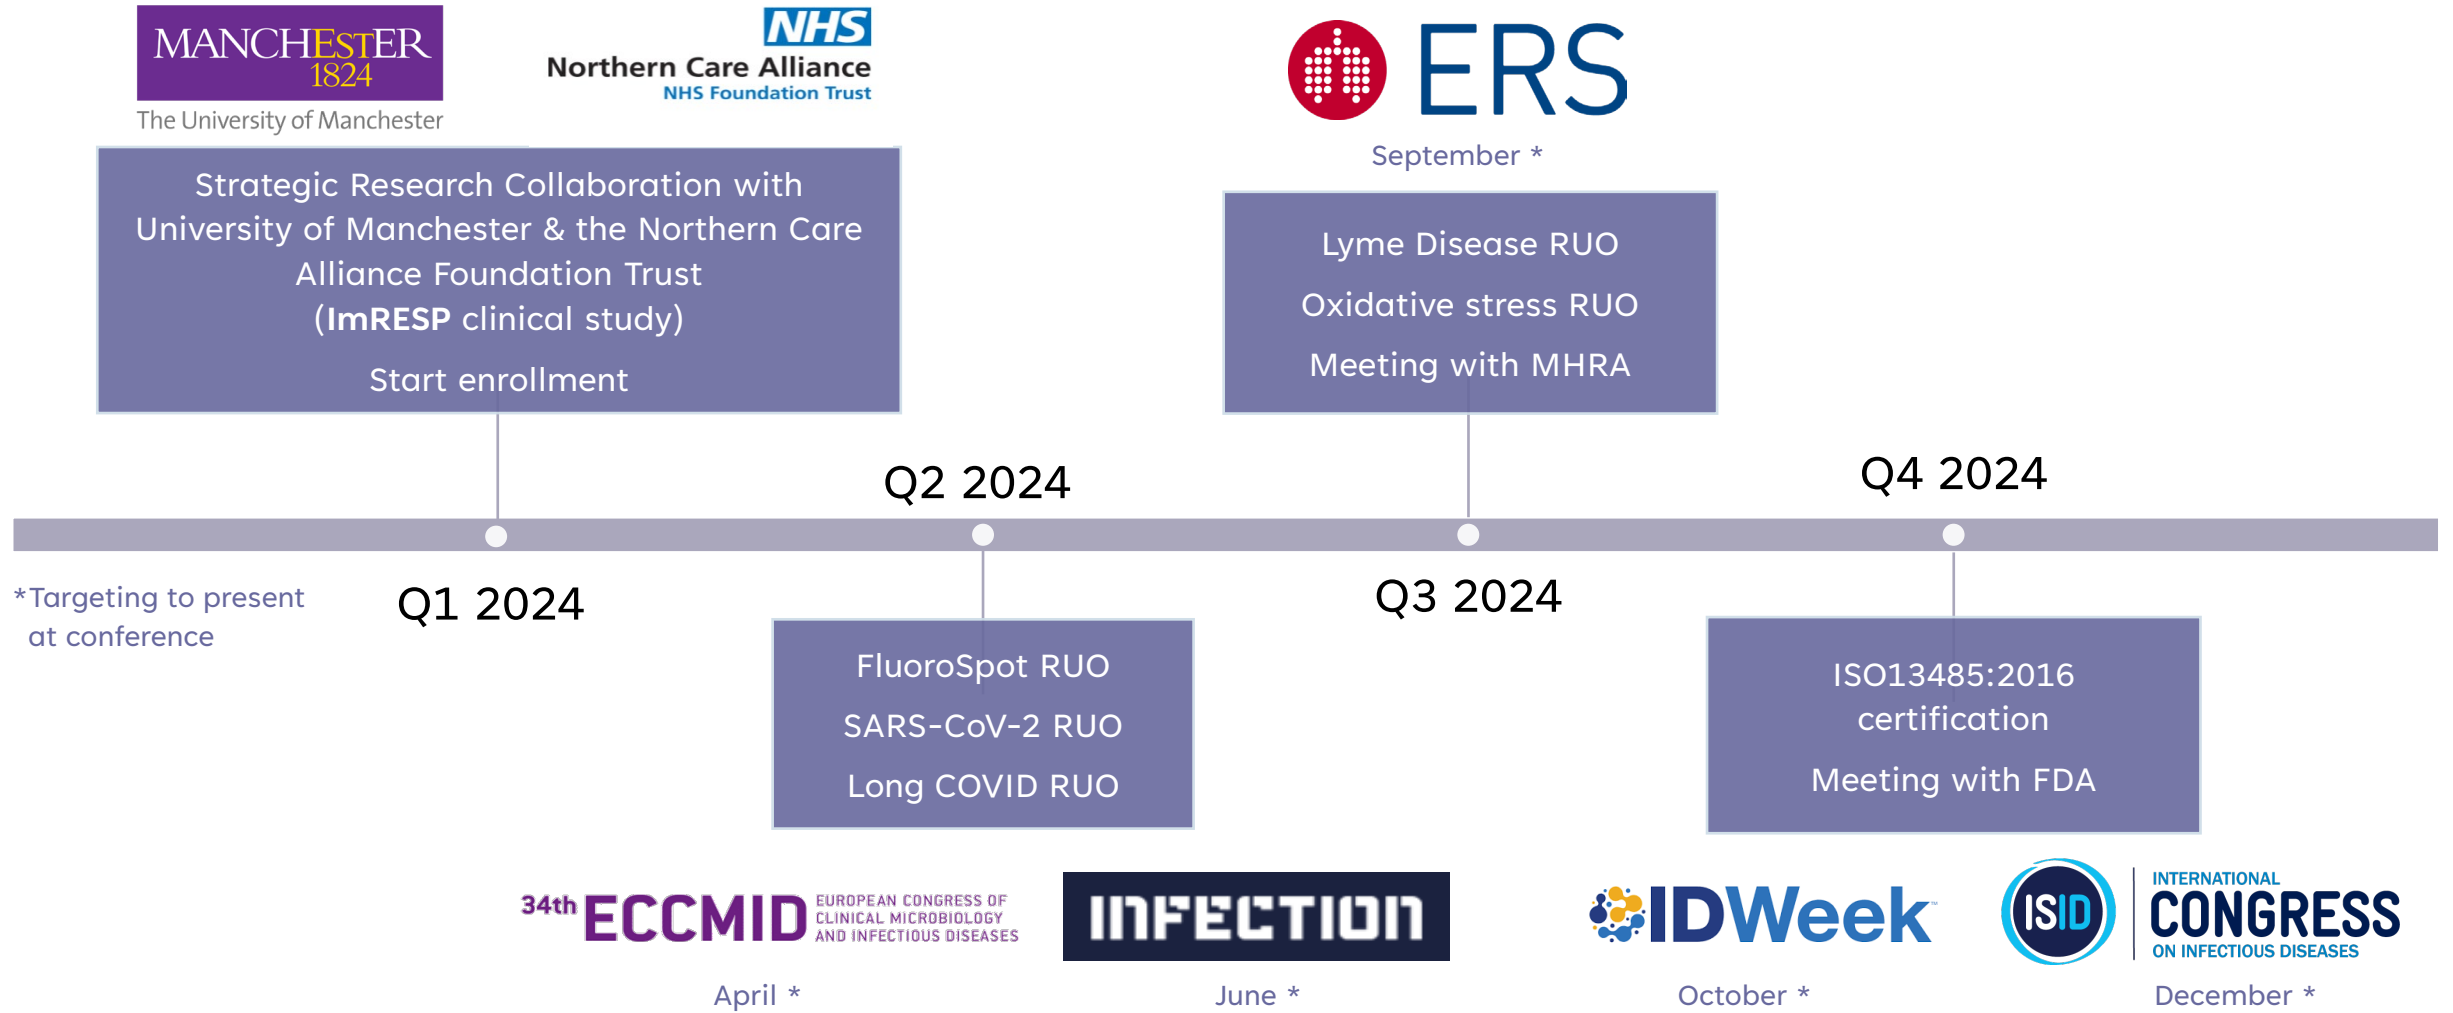 MANCHESTER
1824
The University of Manchester
NHS
Northern Care Alliance
NHS Foundation Trust
Strategic Research Collaboration with
University of Manchester & the Northern Care
Alliance Foundation Trust
(ImRESP clinical study)
Start enrollment
ERS
September *
Lyme Disease RUO
Oxidative stress RUO
Meeting with MHRA
Q2 2024
Q4 2024
*Targeting to present
at conference
Q1 2024
Q3 2024
FluoroSpot RUO
SARS-CoV-2 RUO
Long COVID RUO
ISO13485:2016
certification
Meeting with FDA
34th ECCMID
EUROPEAN CONGRESS OF
CLINICAL MICROBIOLOGY
AND INFECTIOUS DISEASES
April *
INFECTION
June *
IDWeek™
October *
ISID
INTERNATIONAL
CONGRESS
ON INFECTIOUS DISEASES
December *